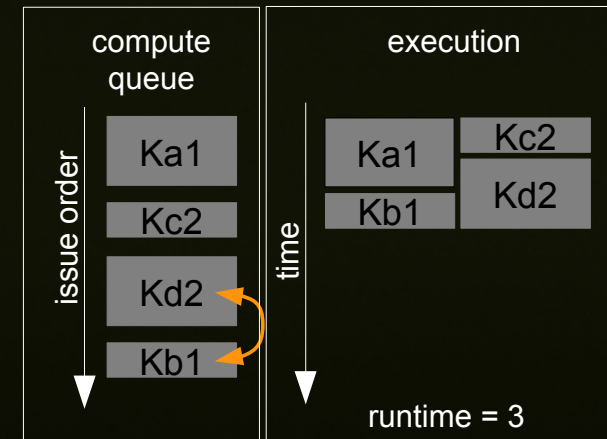 compute
queue
issue order
Ka1
Kc2
Kd2
Kb1
execution
time
Ka1
Kc2
Kb1
Kd2
runtime = 3